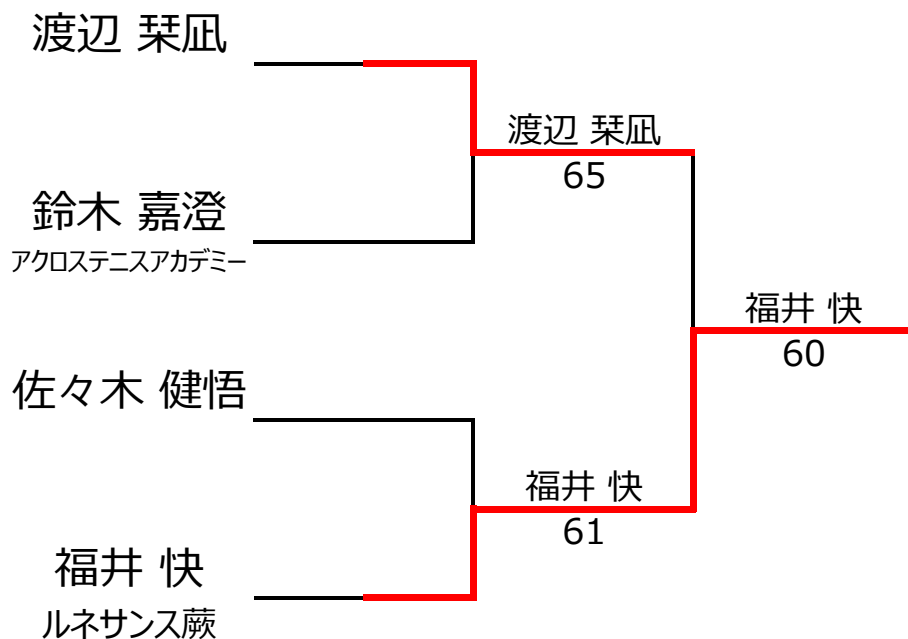 渡辺 栞凪
渡辺 栞凪
65
鈴木 嘉澄
アクロステニスアカデミー
福井 快
60
佐々木 健悟
福井 快
61
福井 快
ルネサンス蕨